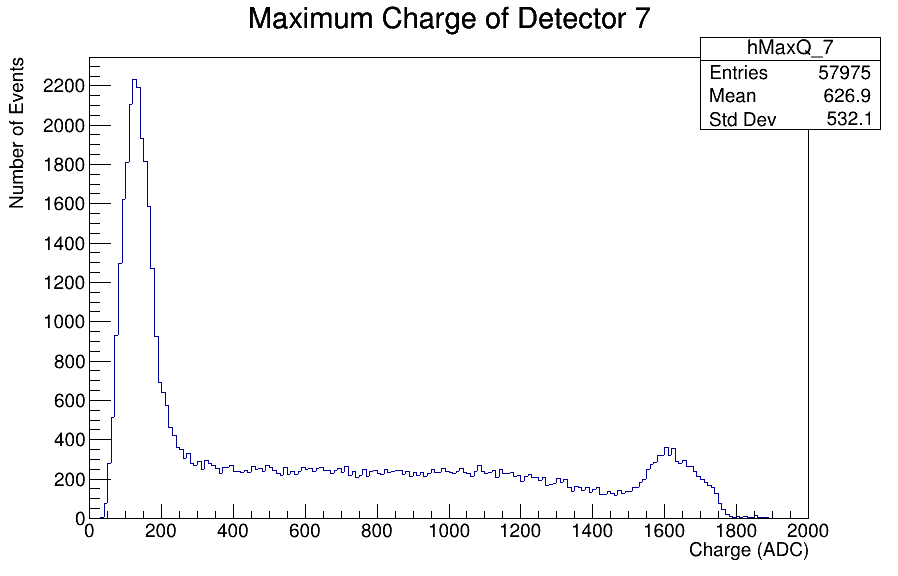 Maximum Charge of Detector 7
hMaxQ_7
Entries 57975
Mean 626.9
Std Dev 532.1
Number of Events
2200
2000
1800
1600
1400
1200
1000
800
600
400
200
0
0 200 400 600 800 1000 1200 1400 1600 1800 2000
Charge (ADC)